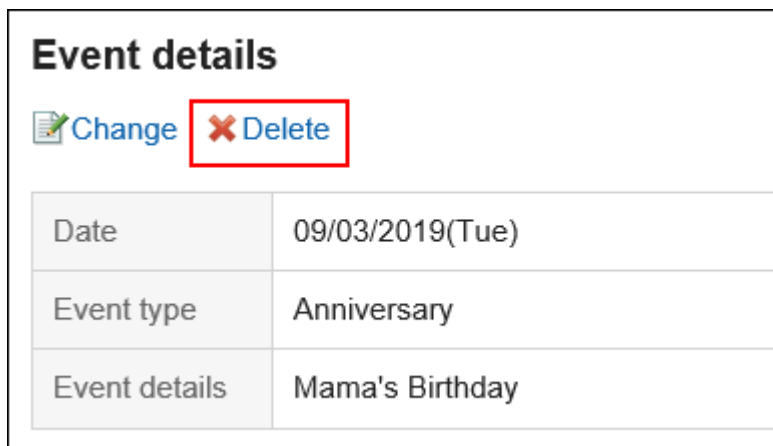 Event details
Change Delete
Date 09/03/2019(Tue)
Event type Anniversary
Event details Mama's Birthday